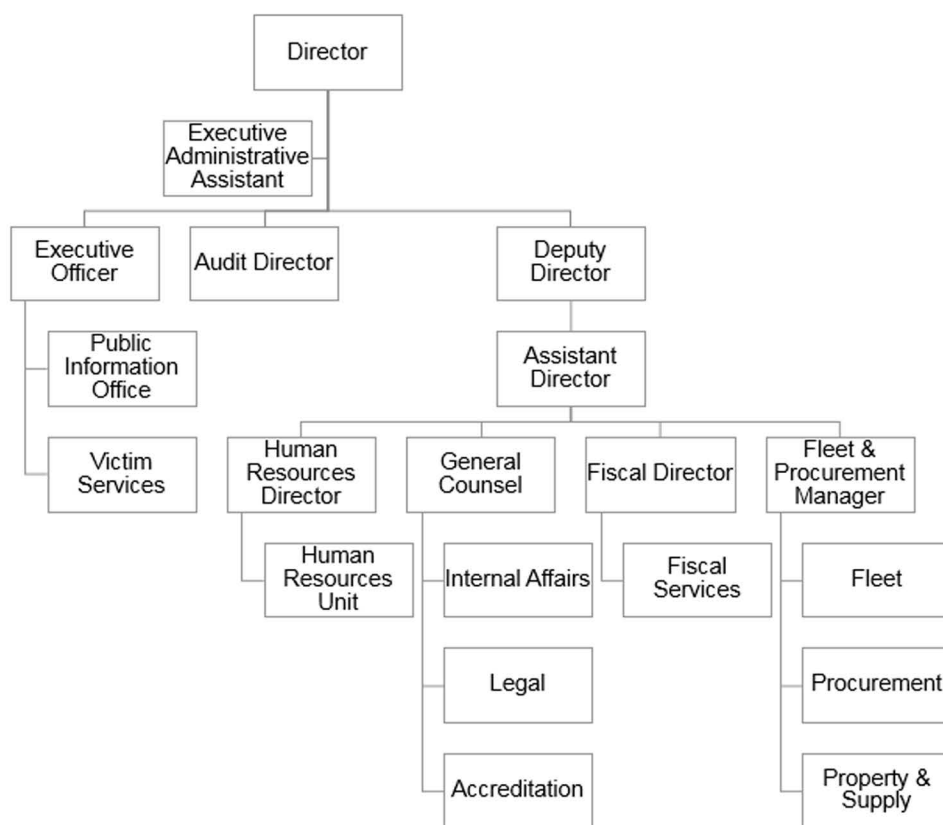 Director
Executive
Administrative
Assistant
Executive
Officer
Audit Director
Deputy
Director
Public
Information
Office
Assistant
Director
Victim
Services
Human
Resources
Director
General
Counsel
Fiscal Director
Fleet &
Procurement
Manager
Human
Resources
Unit
Internal Affairs
Fiscal
Services
Fleet
Legal
Procurement
Accreditation
Property &
Supply